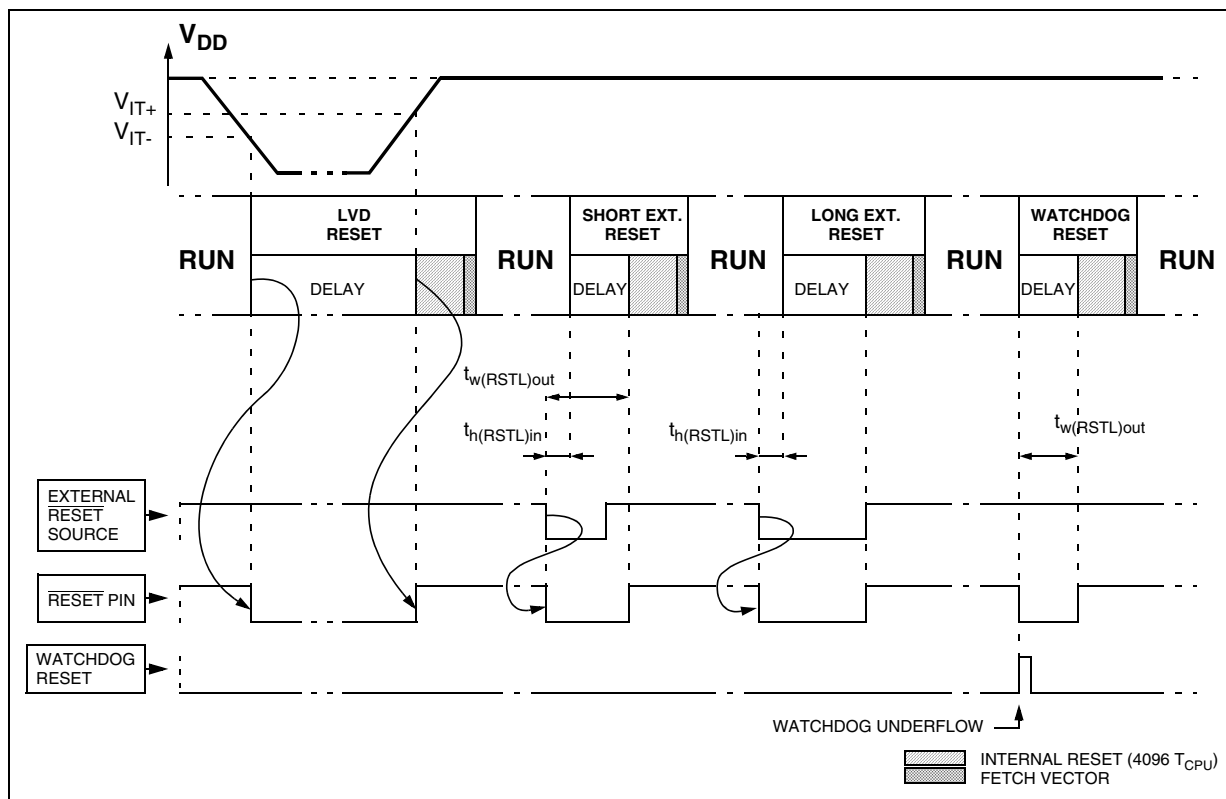 VDD
VIT+
VIT-
LVD
RESET
SHORT EXT.
RESET
LONG EXT.
RESET
WATCHDOG
RESET
RUN
RUN
RUN
RUN
RUN
DELAY
DELAY
DELAY
DELAY
tw(RSTL)out
th(RSTL)in
th(RSTL)in
tw(RSTL)out
EXTERNAL
RESET
SOURCE
RESET PIN
WATCHDOG
RESET
WATCHDOG UNDERFLOW
INTERNAL RESET (4096 TCPU)
FETCH VECTOR